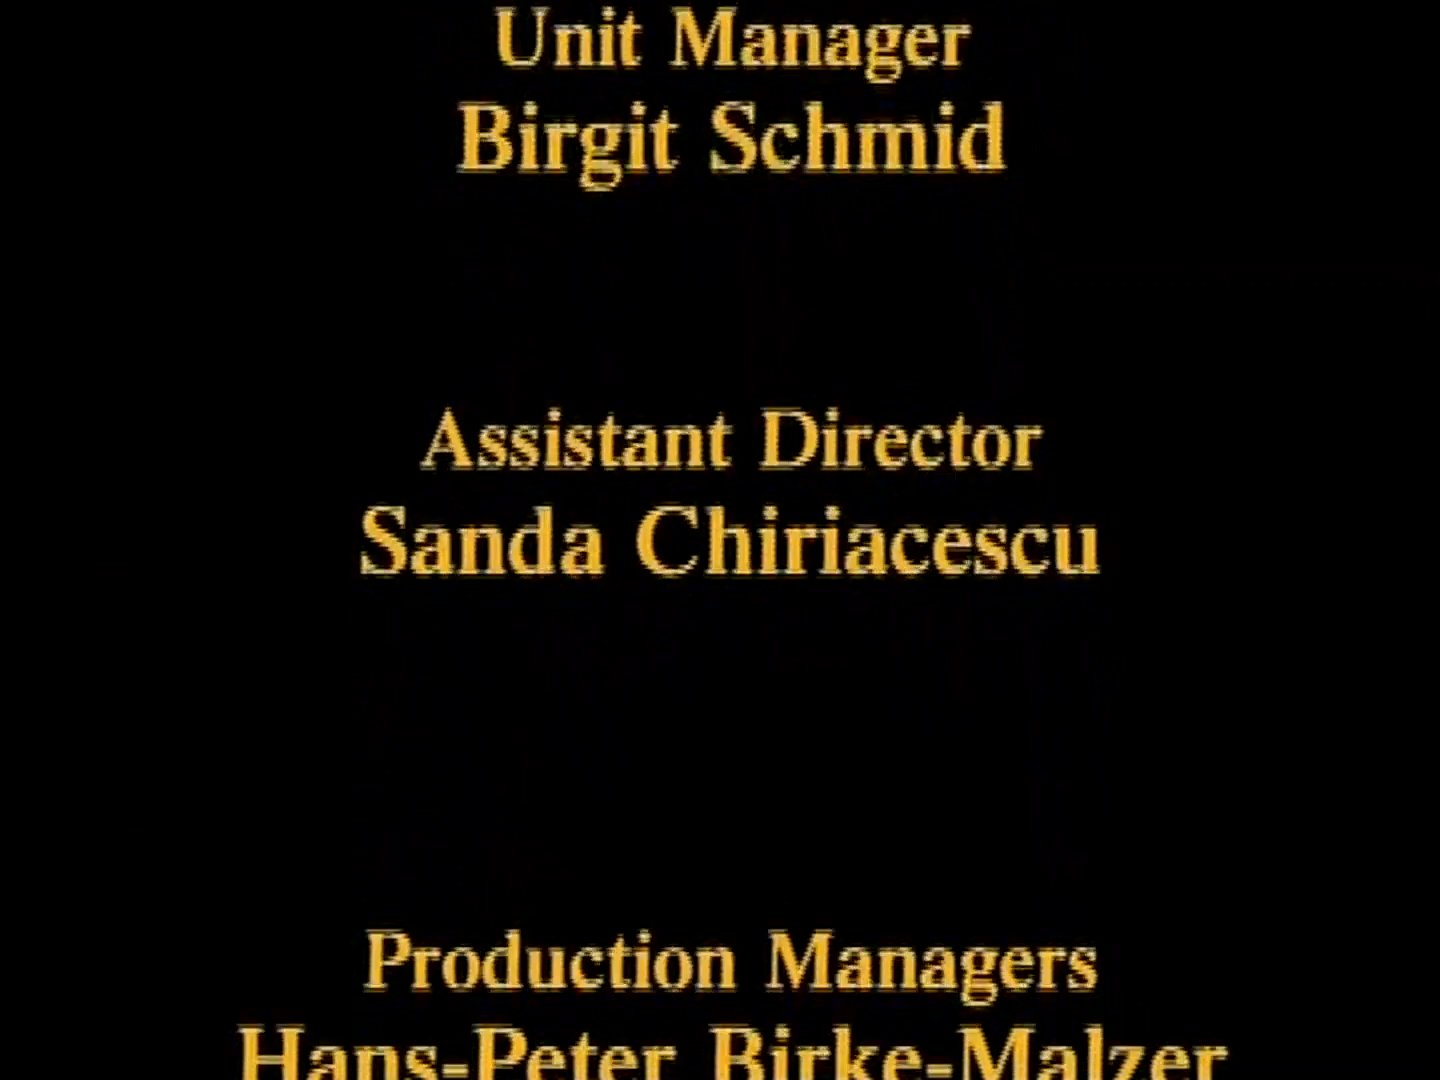 Unit Manager
Birgit Schmid
Assistant Director
Sanda Chiriacescu
Production Managers
Hans-Peter Birke-Malzer